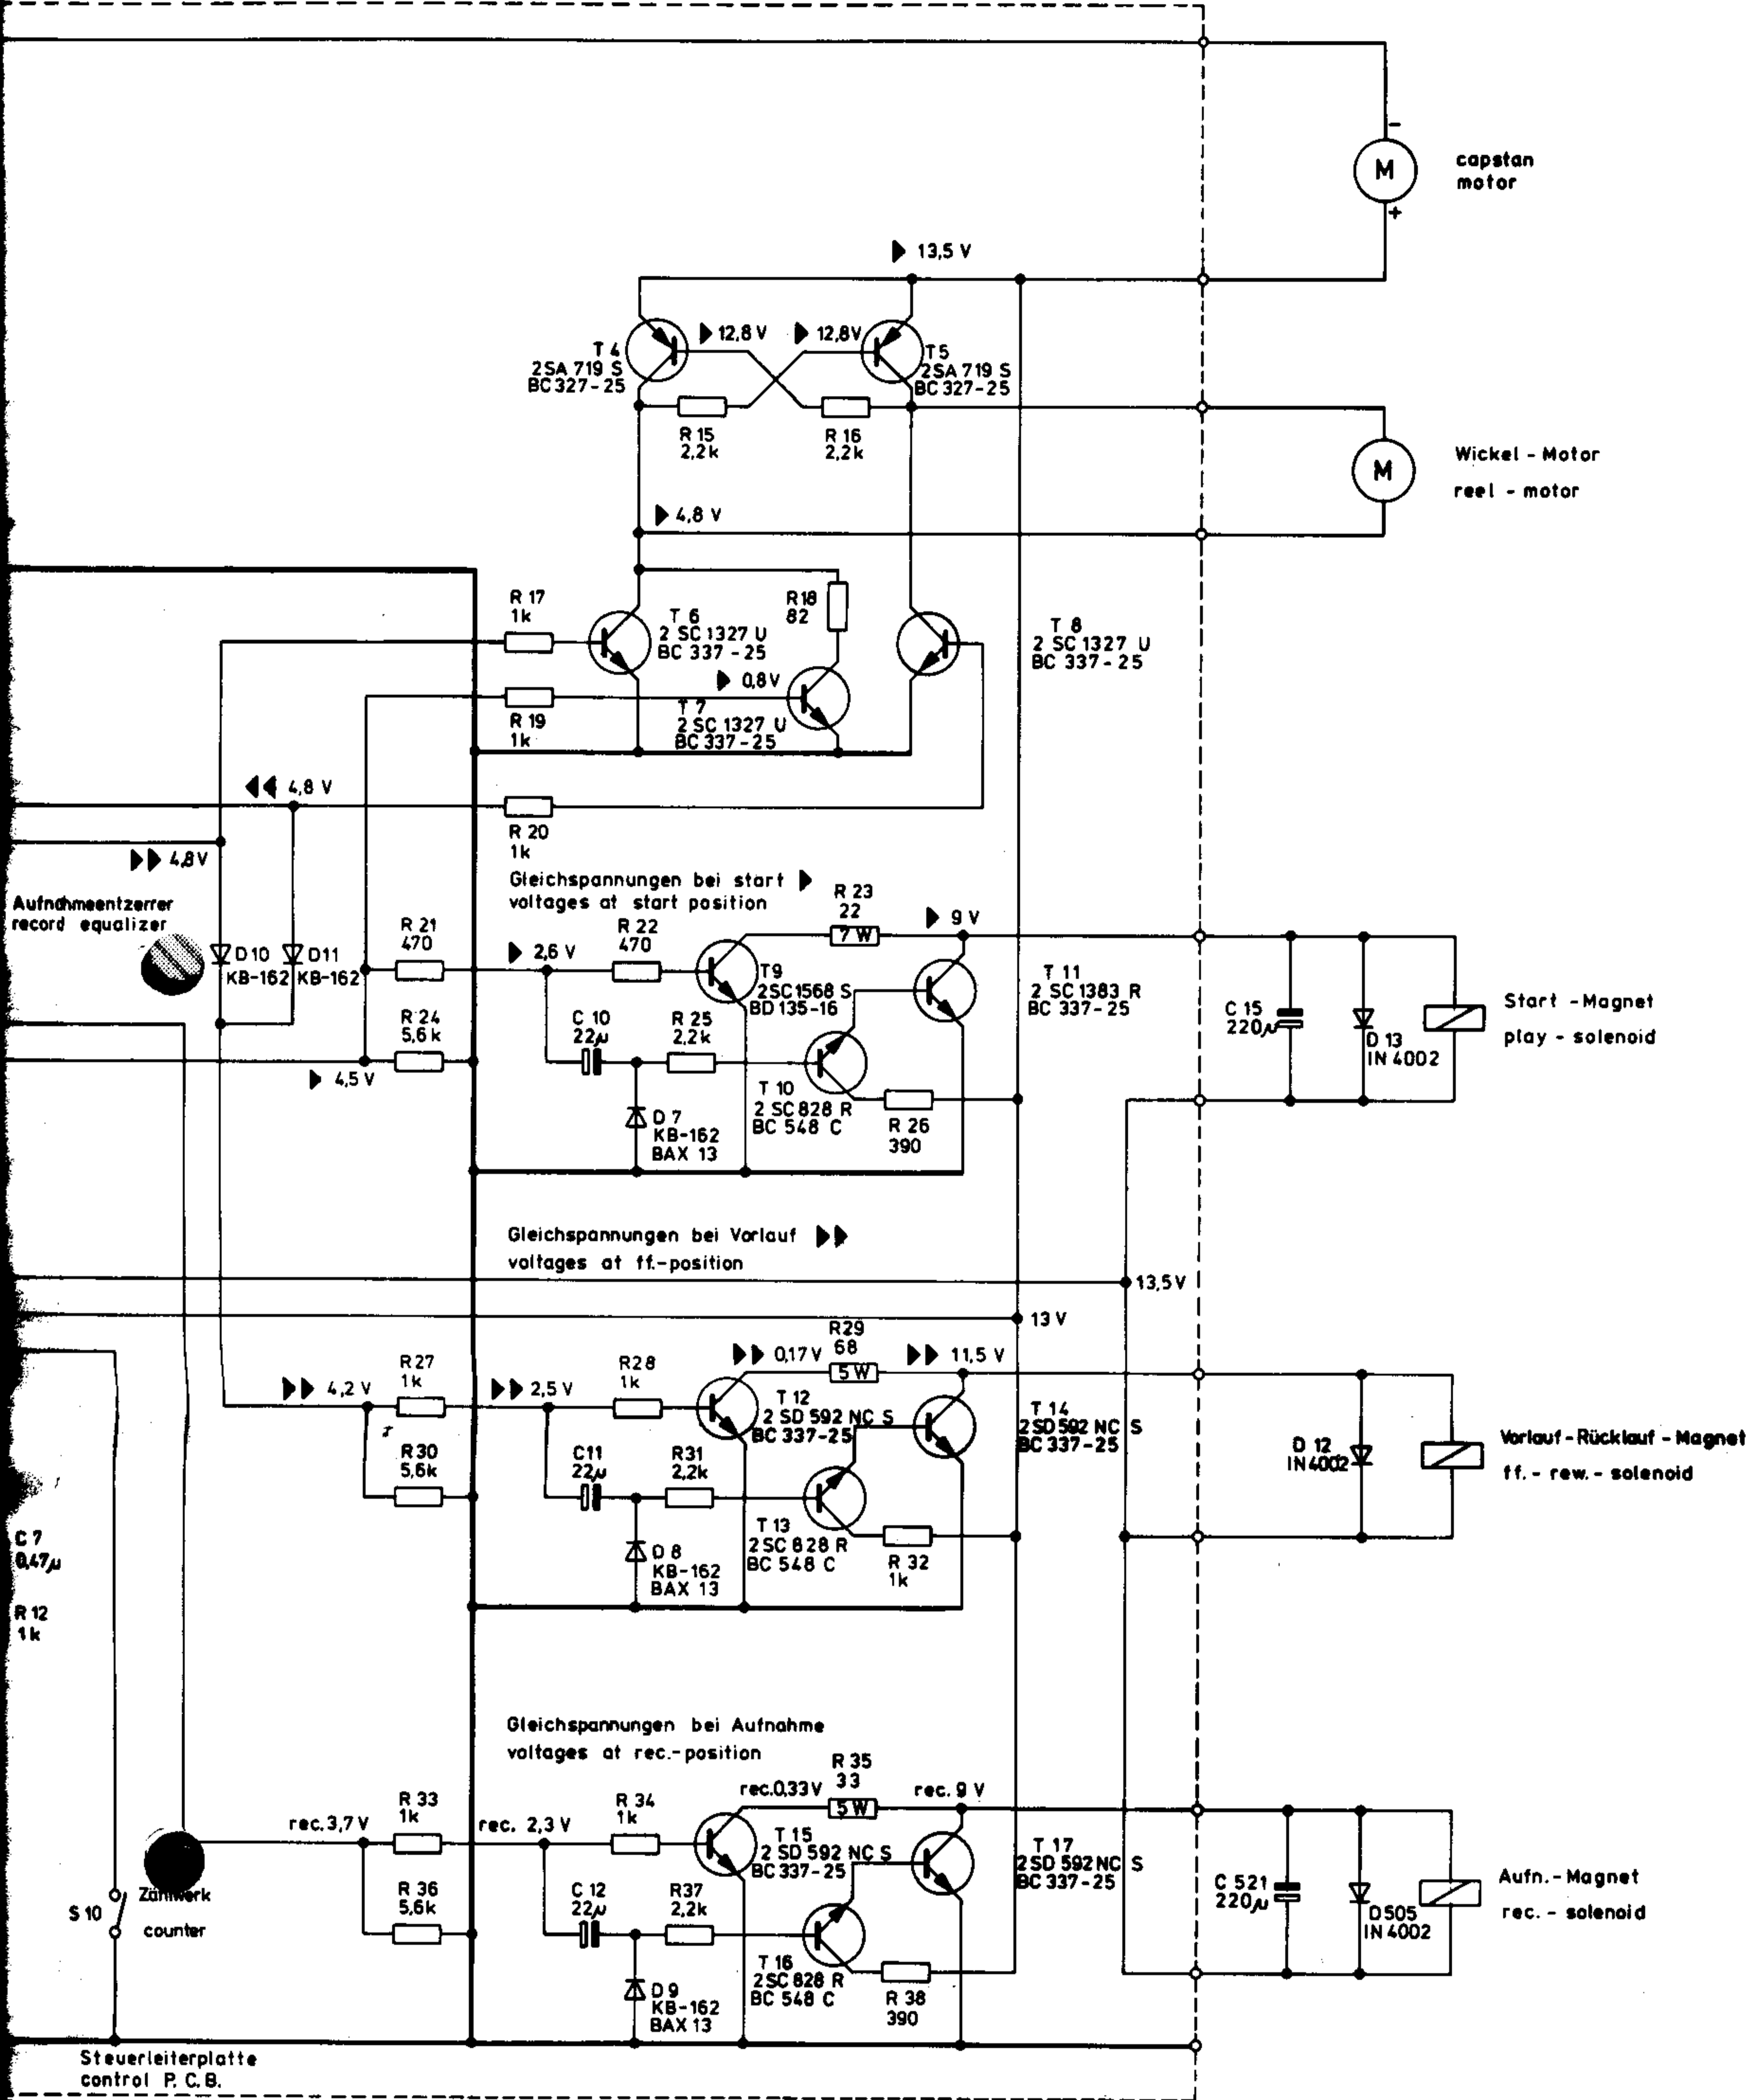 -
M
+
capstan
motor
13,5 V
12,8 V
12,8V
T 4
2SA 719 S
BC 327-25
T 5
2SA 719 S
BC 327-25
R 15
2,2k
R 16
2,2k
M
Wickel - Motor
reel - motor
4,8 V
R 17
1k
R18
82
T 6
2 SC 1327 U
BC 337-25
T 8
2 SC 1327 U
BC 337-25
0,8V
R 19
1k
T 7
2 SC 1327 U
BC 337-25
4,8 V
R 20
1k
4,8V
Gleichspannungen bei start
voltages at start position
Aufnahmeentzerrer
record equalizer
R 21
470
2,6 V
R 22
470
R 23
22
7 W
9 V
D 10
KB-162
D11
KB-162
T9
2SC1568 S
BD 135-16
T 11
2 SC 1383 R
BC 337-25
R 24
5,6 k
C 10
22µ
R 25
2,2k
C 15
220µ
D 13
IN 4002
Start -Magnet
play - solenoid
4,5 V
T 10
2 SC 828 R
BC 548 C
D 7
KB-162
BAX 13
R 26
390
Gleichspannungen bei Vorlauf
voltages at ff.-position
13,5V
13 V
R 27
1k
4,2 V
2,5 V
R28
1k
0,17V
R29
68
5 W
11,5 V
T 12
2 SD 592 NC S
BC 337-25
T 14
2SD 592 NC S
BC 337-25
R30
5,6k
C11
22µ
R31
2,2k
D 12
IN 4002
Vorlauf-Rücklauf-Magnet
ff.- rew.- solenoid
T 13
2SC 828 R
BC 548 C
D 8
KB-162
BAX 13
R 32
1k
C 7
0,47µ
R 12
1k
Gleichspannungen bei Aufnahme
voltages at rec.-position
rec.3,7 V
R 33
1k
rec. 2,3 V
R 34
1k
rec.0,33V
R 35
33
5 W
rec. 9 V
T 15
2 SD 592 NC S
BC 337-25
T 17
2SD 592 NC S
BC 337-25
S 10
Zählwerk
counter
R 36
5,6k
C 12
22µ
R37
2,2k
C 521
220µ
D 505
IN 4002
Aufn.-Magnet
rec. - solenoid
T 16
2SC 828 R
BC 548 C
D 9
KB-162
BAX 13
R 38
390
Steuerleiterplatte
control P. C. B.